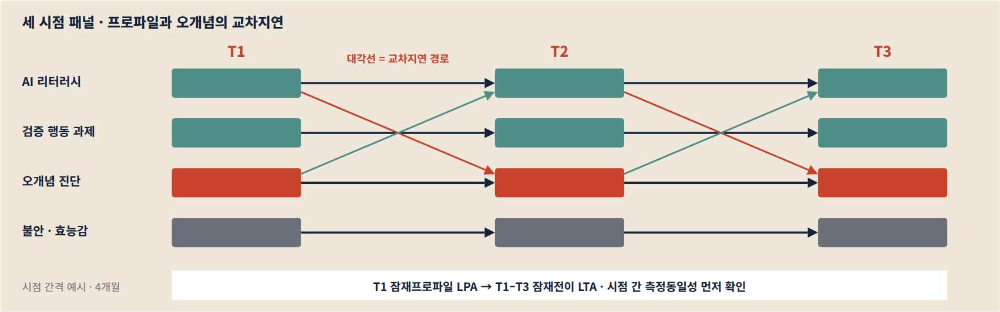 세 시점 패널 · 프로파일과 오개념의 교차지연
T1
T2
T3
대각선 = 교차지연 경로
AI 리터러시
검증 행동 과제
오개념 진단
불안 · 효능감
시점 간격 예시 · 4개월
T1 잠재프로파일 LPA → T1–T3 잠재전이 LTA · 시점 간 측정동일성 먼저 확인